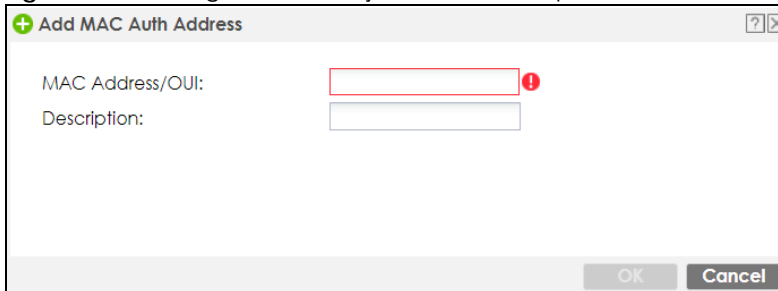 Add MAC Auth Address
?
MAC Address/OUI:
!
Description:
OK Cancel